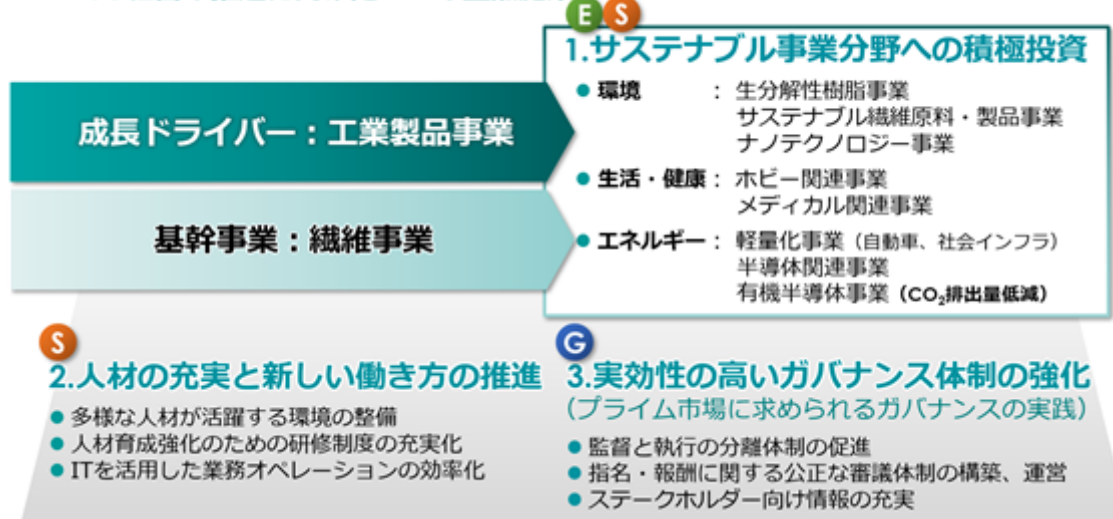 E S
1.サステナブル事業分野への積極投資
成長ドライバー：工業製品事業
基幹事業：繊維事業
● 環境 ： 生分解性樹脂事業
サステナブル繊維原料・製品事業
ナノテクノロジー事業
● 生活・健康： ホビー関連事業
メディカル関連事業
● エネルギー： 軽量化事業（自動車、社会インフラ）
半導体関連事業
有機半導体事業（CO₂排出量低減）
S
2.人材の充実と新しい働き方の推進
● 多様な人材が活躍する環境の整備
● 人材育成強化のための研修制度の充実化
● ITを活用した業務オペレーションの効率化
G
3.実効性の高いガバナンス体制の強化
（プライム市場に求められるガバナンスの実践）
● 監督と執行の分離体制の促進
● 指名・報酬に関する公正な審議体制の構築、運営
● ステークホルダー向け情報の充実